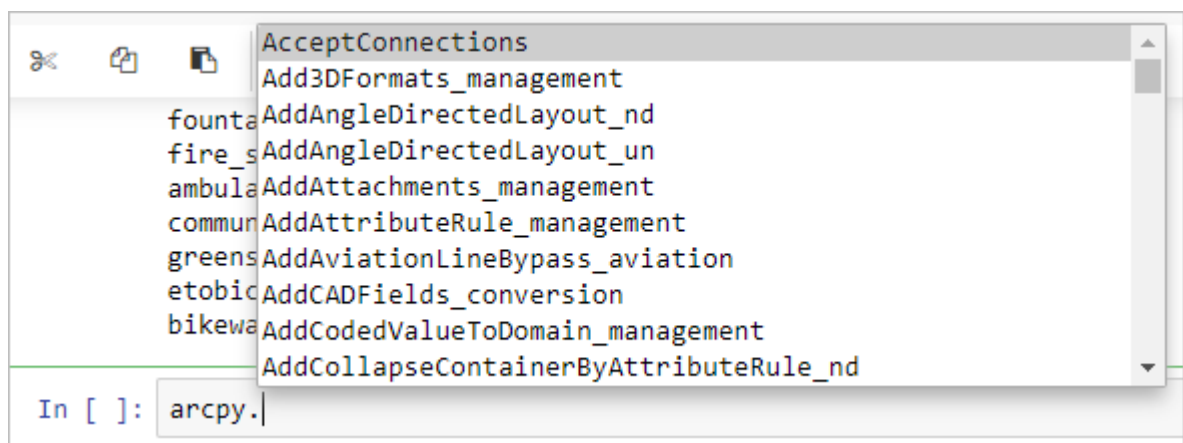 AcceptConnections
Add3DFormats_management
founta AddAngleDirectedLayout_nd
fire_s AddAngleDirectedLayout_un
ambula AddAttachments_management
commun AddAttributeRule_management
greens AddAviationLineBypass_aviation
etobic AddCADFields_conversion
bikewa AddCodedValueToDomain_management
AddCollapseContainerByAttributeRule_nd
In [ ]: arcpy.